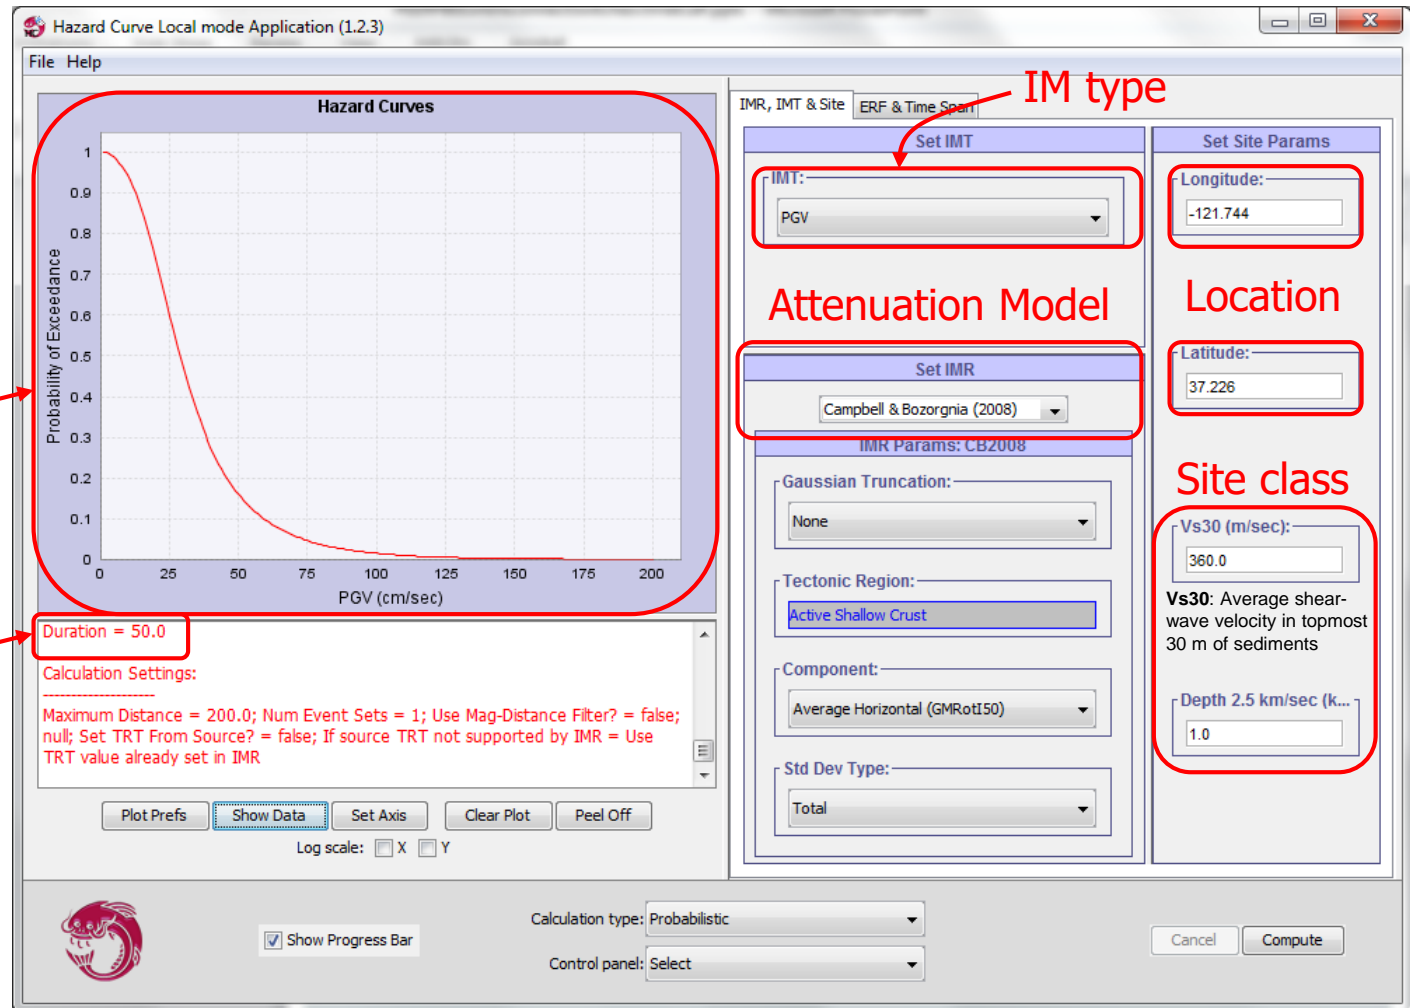 Hazard Curve Local mode Application (1.2.3)
File Help
Hazard Curves
1
0.9
0.8
0.7
0.6
0.5
0.4
0.3
0.2
0.1
0
Probability of Exceedance
0 25 50 75 100 125 150 175 200
PGV (cm/sec)
Duration = 50.0
Calculation Settings:
--------------------
Maximum Distance = 200.0; Num Event Sets = 1; Use Mag-Distance Filter? = false;
null; Set TRT From Source? = false; If source TRT not supported by IMR = Use
TRT value already set in IMR
Plot Prefs Show Data Set Axis Clear Plot Peel Off
Log scale: X Y
IMR, IMT & Site ERF & Time Span
IM type
Set IMT
IMT:
PGV
Attenuation Model
Set IMR
Campbell & Bozorgnia (2008)
IMR Params: CB2008
Gaussian Truncation:
None
Tectonic Region:
Active Shallow Crust
Component:
Average Horizontal (GMRotI50)
Std Dev Type:
Total
Set Site Params
Longitude:
-121.744
Location
Latitude:
37.226
Site class
Vs30 (m/sec):
360.0
Vs30: Average shear-
wave velocity in topmost
30 m of sediments
Depth 2.5 km/sec (k...
1.0
Show Progress Bar
Calculation type: Probabilistic
Control panel: Select
Cancel Compute